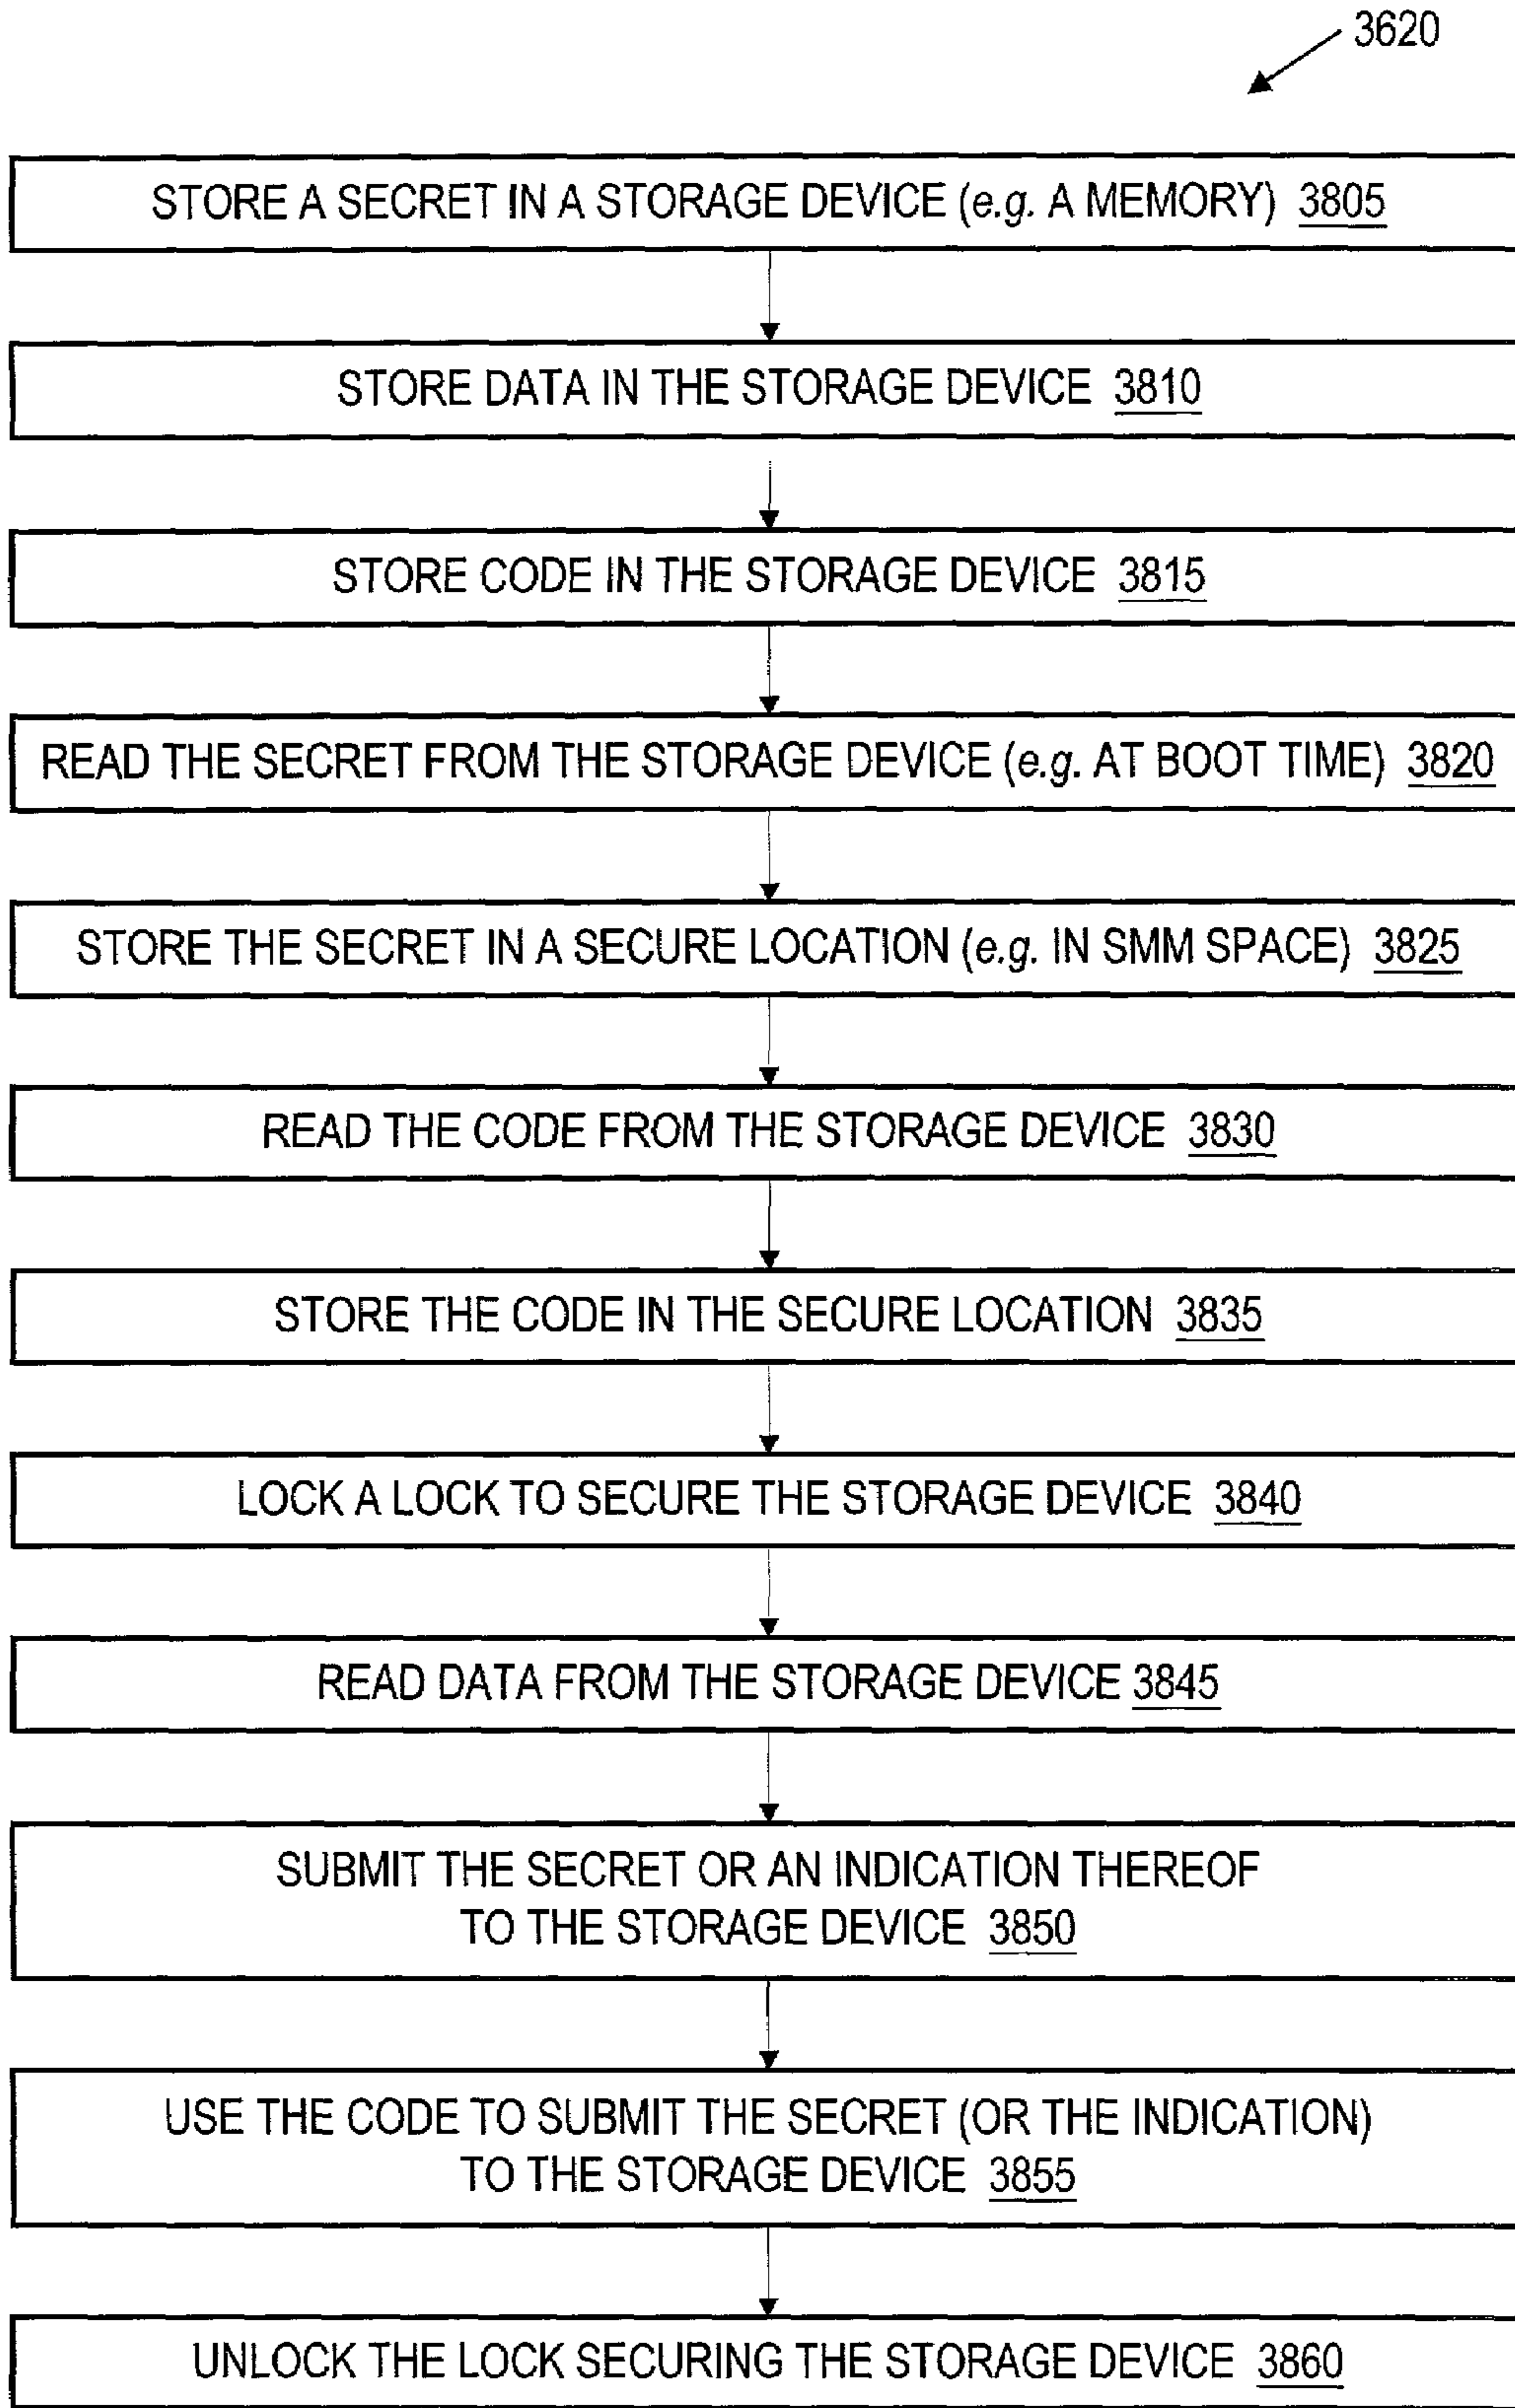 3620
STORE A SECRET IN A STORAGE DEVICE (e.g. A MEMORY) 3805
STORE DATA IN THE STORAGE DEVICE 3810
STORE CODE IN THE STORAGE DEVICE 3815
READ THE SECRET FROM THE STORAGE DEVICE (e.g. AT BOOT TIME) 3820
STORE THE SECRET IN A SECURE LOCATION (e.g. IN SMM SPACE) 3825
READ THE CODE FROM THE STORAGE DEVICE 3830
STORE THE CODE IN THE SECURE LOCATION 3835
LOCK A LOCK TO SECURE THE STORAGE DEVICE 3840
READ DATA FROM THE STORAGE DEVICE 3845
SUBMIT THE SECRET OR AN INDICATION THEREOF
TO THE STORAGE DEVICE 3850
USE THE CODE TO SUBMIT THE SECRET (OR THE INDICATION)
TO THE STORAGE DEVICE 3855
UNLOCK THE LOCK SECURING THE STORAGE DEVICE 3860